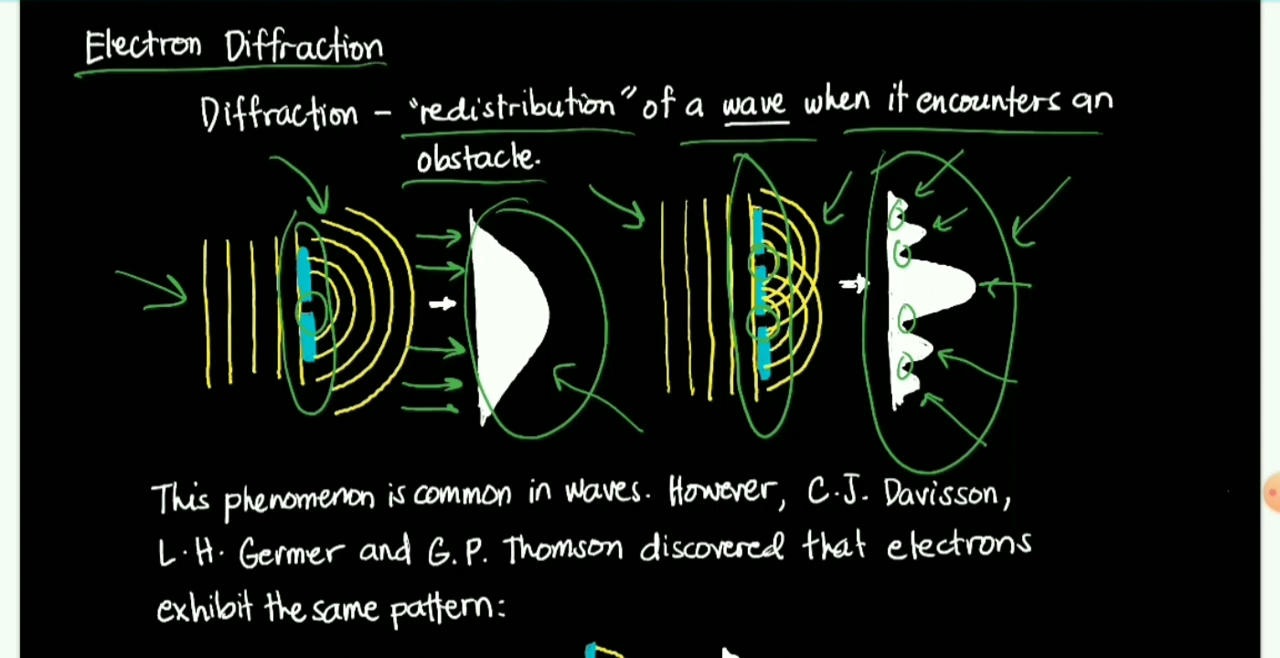 Electron Diffraction
Diffraction - "redistribution" of a wave when it encounters an
obstacle.
This phenomenon is common in waves. However, C.J. Davisson,
L.H. Germer and G.P. Thomson discovered that electrons
exhibit the same pattern: